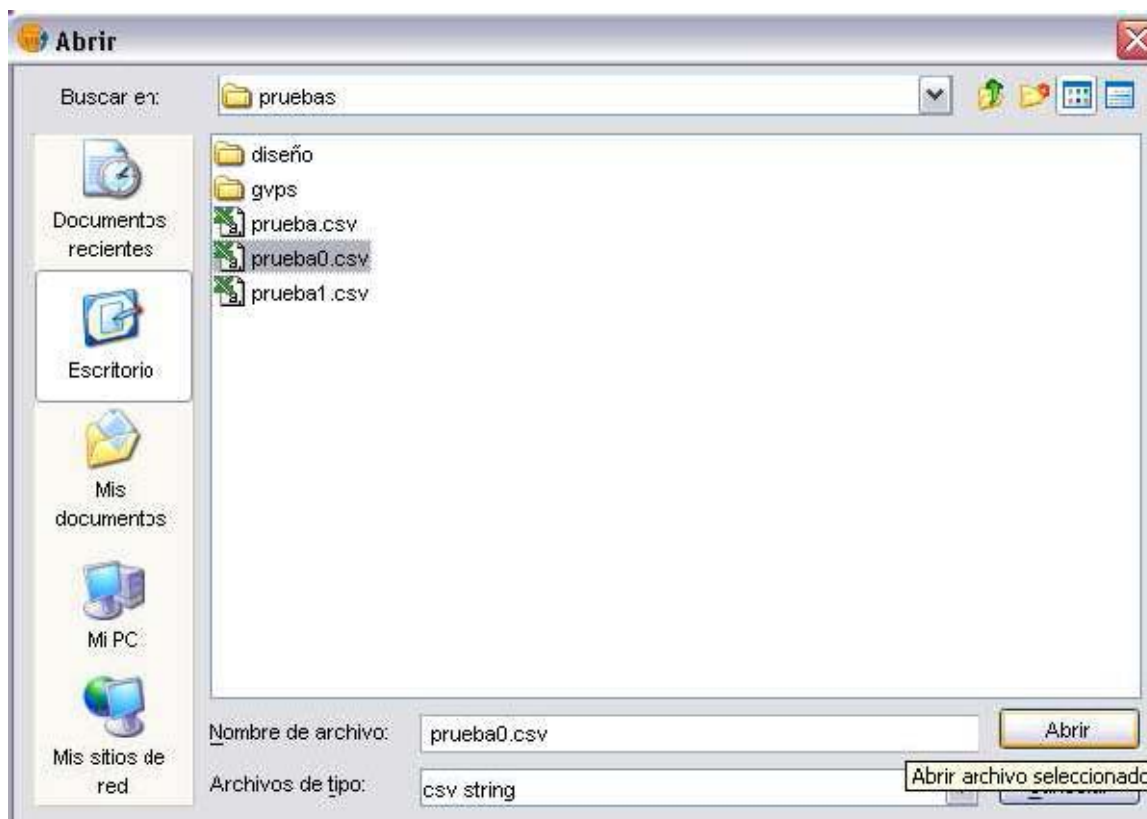 Abrir
Buscar en:
pruebas
diseño
gvps
prueba.csv
prueba0.csv
prueba1.csv
Documentos
recientes
Escritorio
Mis
documentos
Mi PC
Mis sitios de
red
Nombre de archivo:
prueba0.csv
Abrir
Archivos de tipo:
csv string
Abrir archivo seleccionado